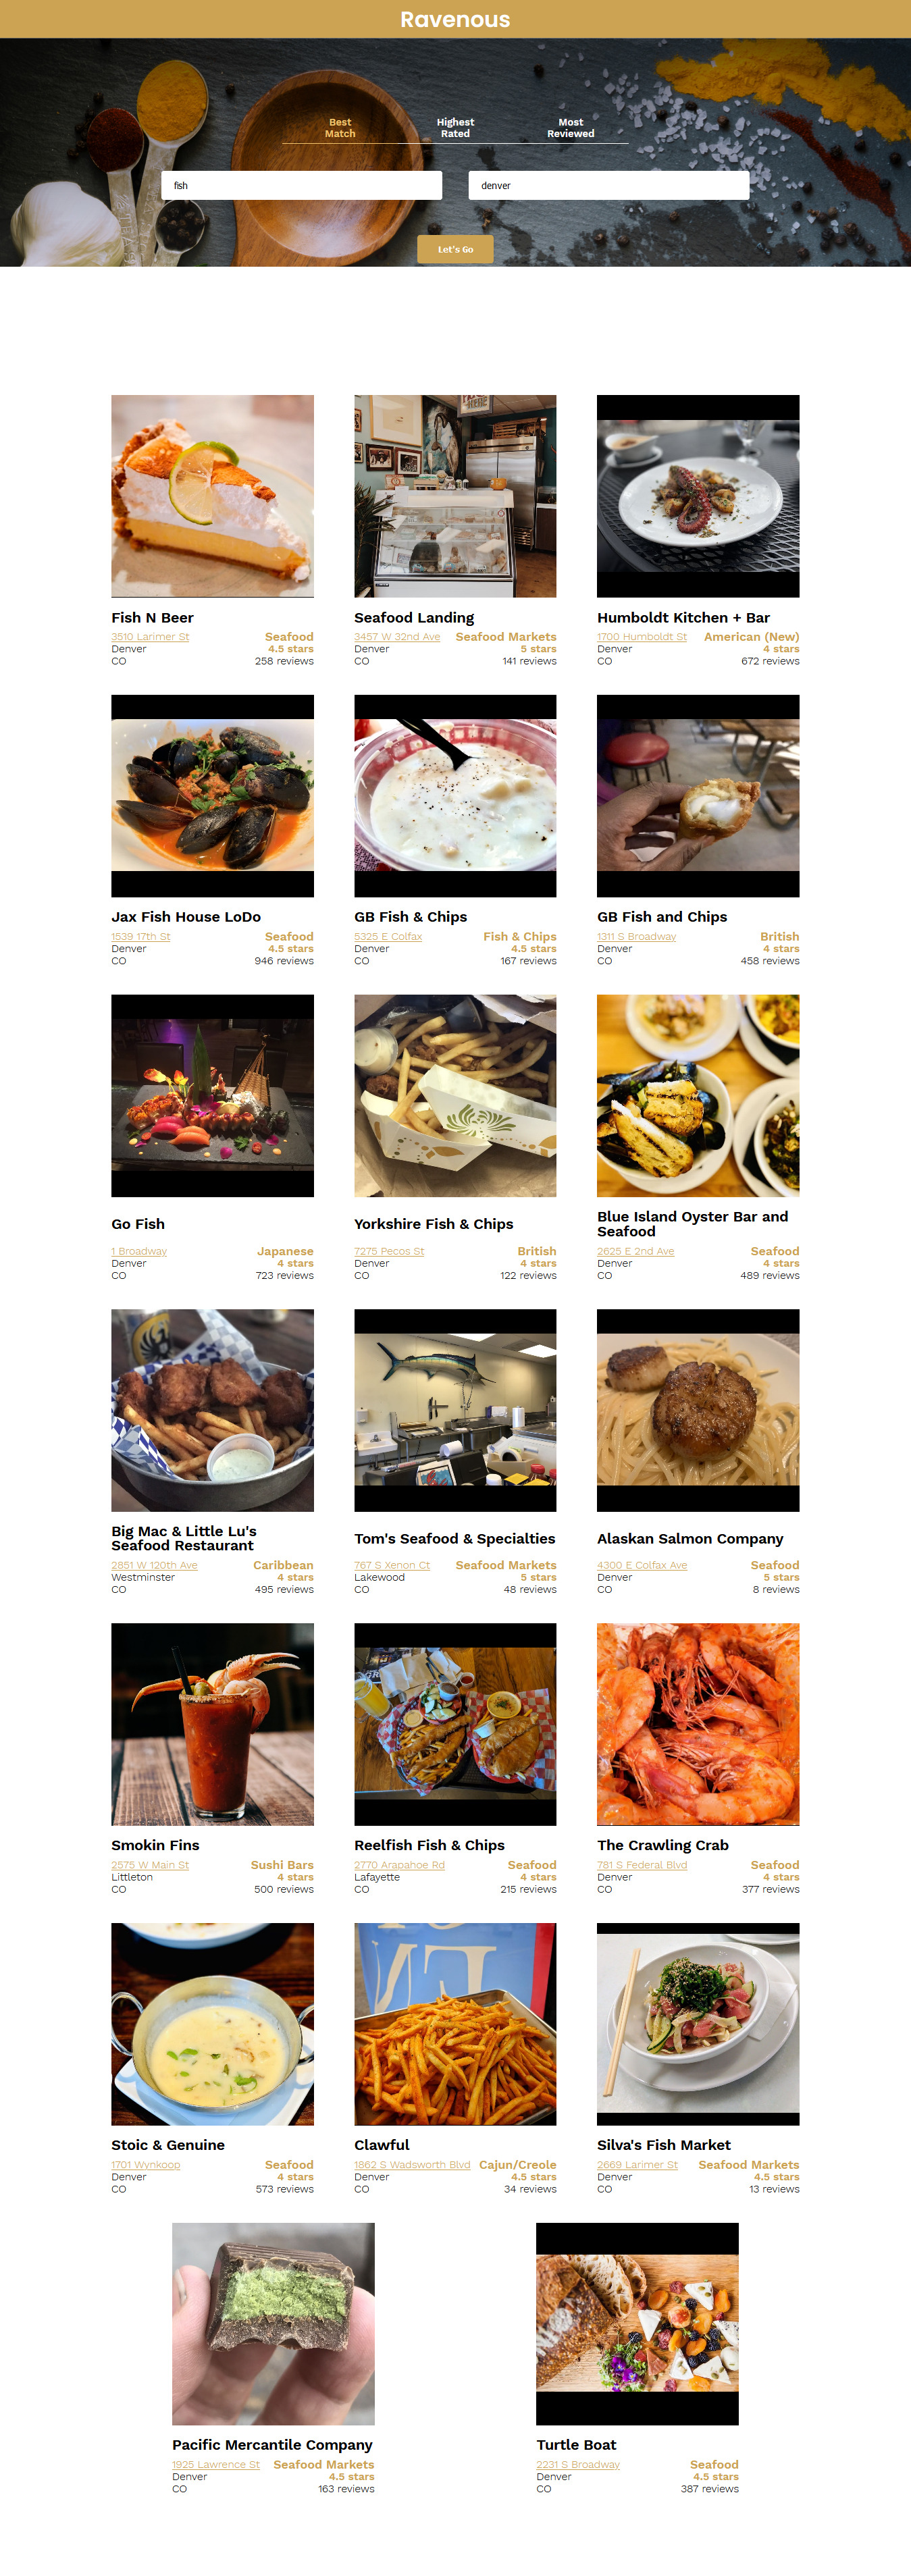 Ravenous
Best
Match
Highest
Rated
Most
Reviewed
fish
denver
Let's Go
Fish N Beer
3510 Larimer St
Seafood
Denver
4.5 stars
CO
258 reviews
Seafood Landing
3457 W 32nd Ave
Seafood Markets
Denver
5 stars
CO
141 reviews
Humboldt Kitchen + Bar
1700 Humboldt St
American (New)
Denver
4 stars
CO
672 reviews
Jax Fish House LoDo
1539 17th St
Seafood
Denver
4.5 stars
CO
946 reviews
GB Fish & Chips
5325 E Colfax
Fish & Chips
Denver
4.5 stars
CO
167 reviews
GB Fish and Chips
1311 S Broadway
British
Denver
4 stars
CO
458 reviews
Go Fish
1 Broadway
Japanese
Denver
4 stars
CO
723 reviews
Yorkshire Fish & Chips
7275 Pecos St
British
Denver
4 stars
CO
122 reviews
Blue Island Oyster Bar and
Seafood
2625 E 2nd Ave
Seafood
Denver
4 stars
CO
489 reviews
Big Mac & Little Lu's
Seafood Restaurant
2851 W 120th Ave
Caribbean
Westminster
4 stars
CO
495 reviews
Tom's Seafood & Specialties
767 S Xenon Ct
Seafood Markets
Lakewood
5 stars
CO
48 reviews
Alaskan Salmon Company
4300 E Colfax Ave
Seafood
Denver
5 stars
CO
8 reviews
Smokin Fins
2575 W Main St
Sushi Bars
Littleton
4 stars
CO
500 reviews
Reelfish Fish & Chips
2770 Arapahoe Rd
Seafood
Lafayette
4 stars
CO
215 reviews
The Crawling Crab
781 S Federal Blvd
Seafood
Denver
4 stars
CO
377 reviews
Stoic & Genuine
1701 Wynkoop
Seafood
Denver
4 stars
CO
573 reviews
Clawful
1862 S Wadsworth Blvd
Cajun/Creole
Denver
4.5 stars
CO
34 reviews
Silva's Fish Market
2669 Larimer St
Seafood Markets
Denver
4.5 stars
CO
13 reviews
Pacific Mercantile Company
1925 Lawrence St
Seafood Markets
Denver
4.5 stars
CO
163 reviews
Turtle Boat
2231 S Broadway
Seafood
Denver
4.5 stars
CO
387 reviews